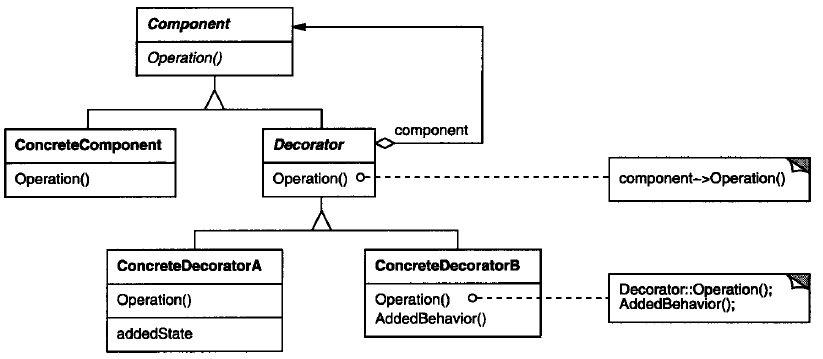 Component
Operation()
ConcreteComponent
Operation()
Decorator
Operation()
component
component->Operation()
ConcreteDecoratorA
Operation()
addedState
ConcreteDecoratorB
Operation()
AddedBehavior()
Decorator::Operation();
AddedBehavior();